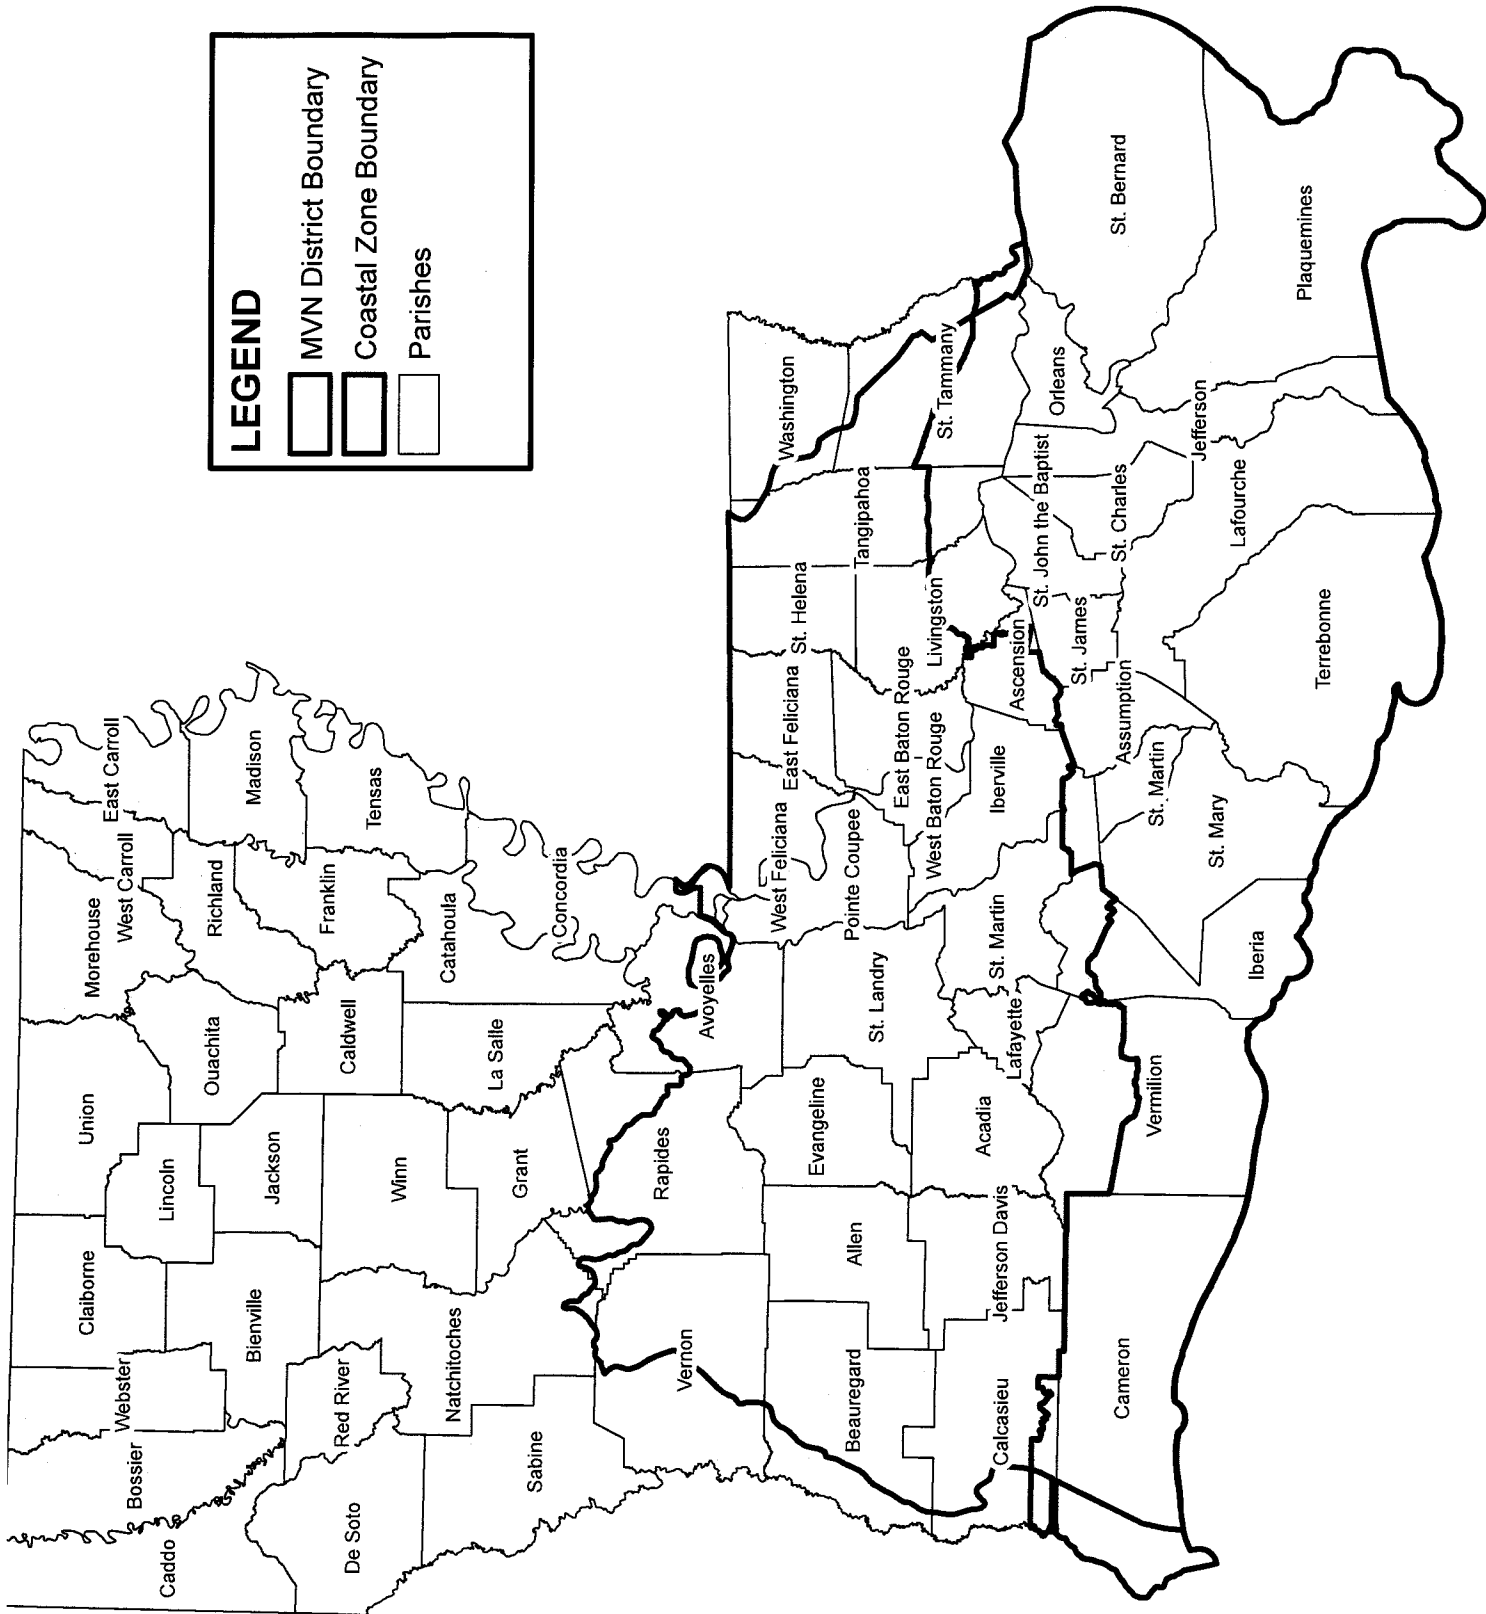 LEGEND
MVN District Boundary
Coastal Zone Boundary
Parishes
Caddo
Bossier
Webster
Claiborne
Union
Morehouse
West Carroll
East Carroll
Lincoln
Ouachita
Richland
Madison
De Soto
Red River
Bienville
Jackson
Caldwell
Franklin
Tensas
Sabine
Natchitoches
Winn
Grant
La Salle
Catahoula
Concordia
Vernon
Rapides
Avoyelles
Beauregard
Allen
Evangeline
St. Landry
Pointe Coupee
West Feliciana
East Feliciana
St. Helena
Tangipahoa
Washington
Calcasieu
Jefferson Davis
Acadia
Lafayette
St. Martin
Iberville
West Baton Rouge
East Baton Rouge
Livingston
St. Tammany
Ascension
St. James
St. John the Baptist
St. Charles
Orleans
St. Bernard
Cameron
Vermilion
Iberia
St. Mary
St. Martin
Assumption
Terrebonne
Lafourche
Jefferson
Plaquemines